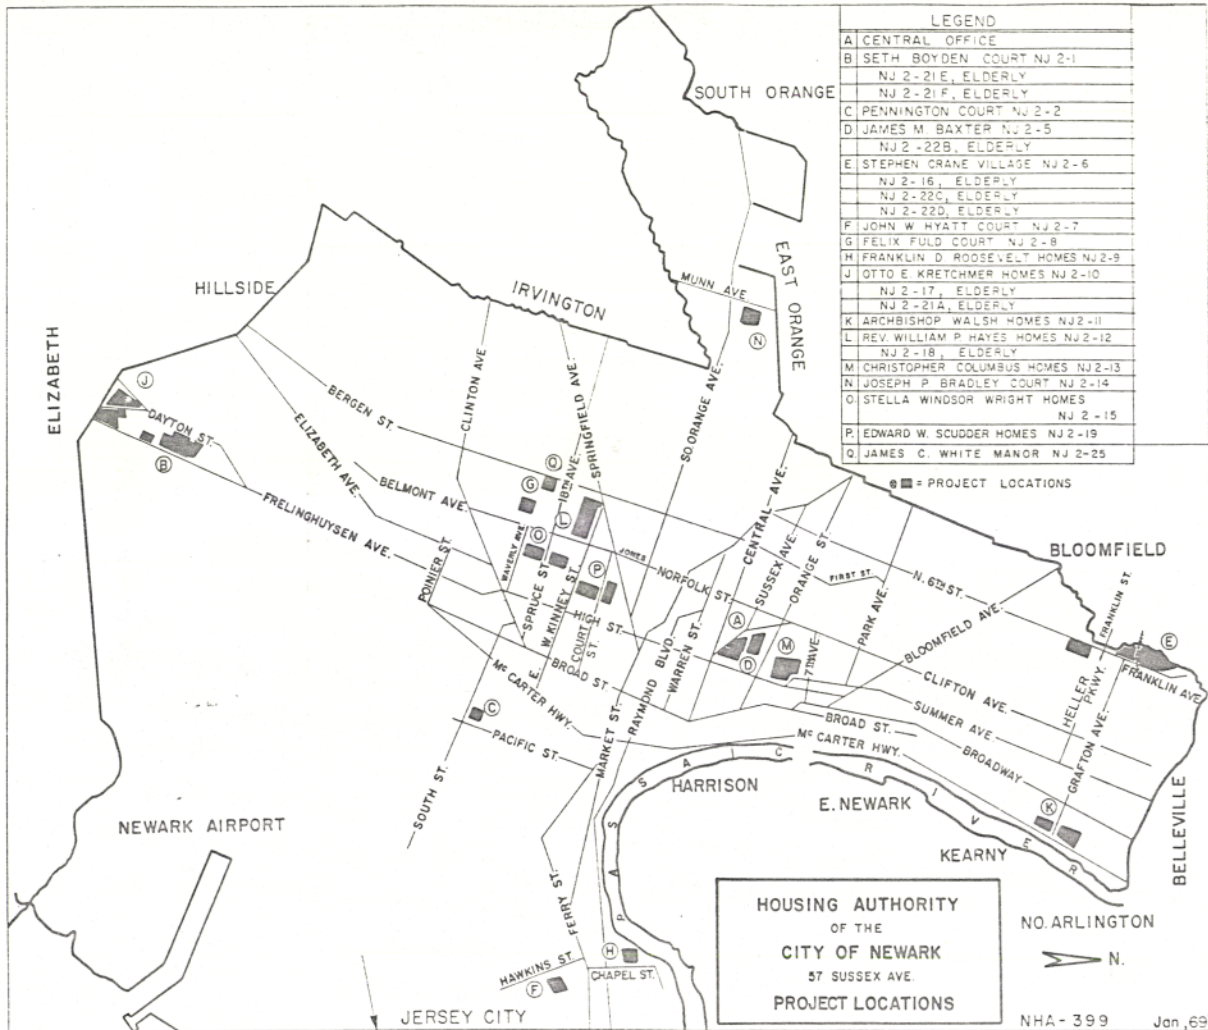 LEGEND
A CENTRAL OFFICE
B SETH BOYDEN COURT NJ 2-1
NJ 2-21E, ELDERLY
NJ 2-21F, ELDERLY
C PENNINGTON COURT NJ 2-2
D JAMES M. BAXTER NJ 2-5
NJ 2-22B, ELDERLY
E STEPHEN CRANE VILLAGE NJ 2-6
NJ 2-16, ELDERLY
NJ 2-22C, ELDERLY
NJ 2-22D, ELDERLY
F JOHN W HYATT COURT NJ 2-7
G FELIX FULD COURT NJ 2-8
H FRANKLIN D. ROOSEVELT HOMES NJ 2-9
J OTTO E. KRETCHMER HOMES NJ 2-10
NJ 2-17, ELDERLY
NJ 2-21A, ELDERLY
K ARCHBISHOP WALSH HOMES NJ 2-11
L REV. WILLIAM P. HAYES HOMES NJ 2-12
NJ 2-18, ELDERLY
M CHRISTOPHER COLUMBUS HOMES NJ 2-13
N JOSEPH P. BRADLEY COURT NJ 2-14
O. STELLA WINDSOR WRIGHT HOMES
NJ 2-15
P. EDWARD W. SCUDDER HOMES NJ 2-19
Q. JAMES C. WHITE MANOR NJ 2-25
= PROJECT LOCATIONS
SOUTH ORANGE
EAST ORANGE
MUNN AVE
N
HILLSIDE
IRVINGTON
ELIZABETH
J
DAYTON ST.
B
BERGEN ST.
ELIZABETH AVE.
CLINTON AVE
SPRINGFIELD AVE.
SO. ORANGE AVE.
BELMONT AVE.
FRELINGHUYSEN AVE.
Q
G
18TH AVE.
L
CENTRAL AVE.
SUSSEX AVE.
ORANGE ST.
BLOOMFIELD
FRANKLIN ST.
POINIER ST.
WAVERLY AVE.
O
JONES
NORFOLK ST.
FIRST ST.
N. 6TH ST.
PARK AVE.
BLOOMFIELD AVE.
E
FRANKLIN AVE
SPRUCE ST.
E. W. KINNEY ST.
P
COURT ST.
HIGH ST.
BROAD ST.
RAYMOND BLVD.
WARREN ST.
A
D
M
7TH AVE.
CLIFTON AVE.
SUMMER AVE.
HELLER PKWY.
GRAFTON AVE.
Mc CARTER HWY.
C
PACIFIC ST.
MARKET ST.
BROAD ST.
Mc CARTER HWY.
BROADWAY
SOUTH ST.
PASSAIC RIVER
HARRISON
E. NEWARK
K
KEARNY
BELLEVILLE
NEWARK AIRPORT
FERRY ST.
HAWKINS ST.
F
H
CHAPEL ST.
JERSEY CITY
HOUSING AUTHORITY
OF THE
CITY OF NEWARK
57 SUSSEX AVE.
PROJECT LOCATIONS
NO. ARLINGTON
N.
NHA-399 Jan, 69